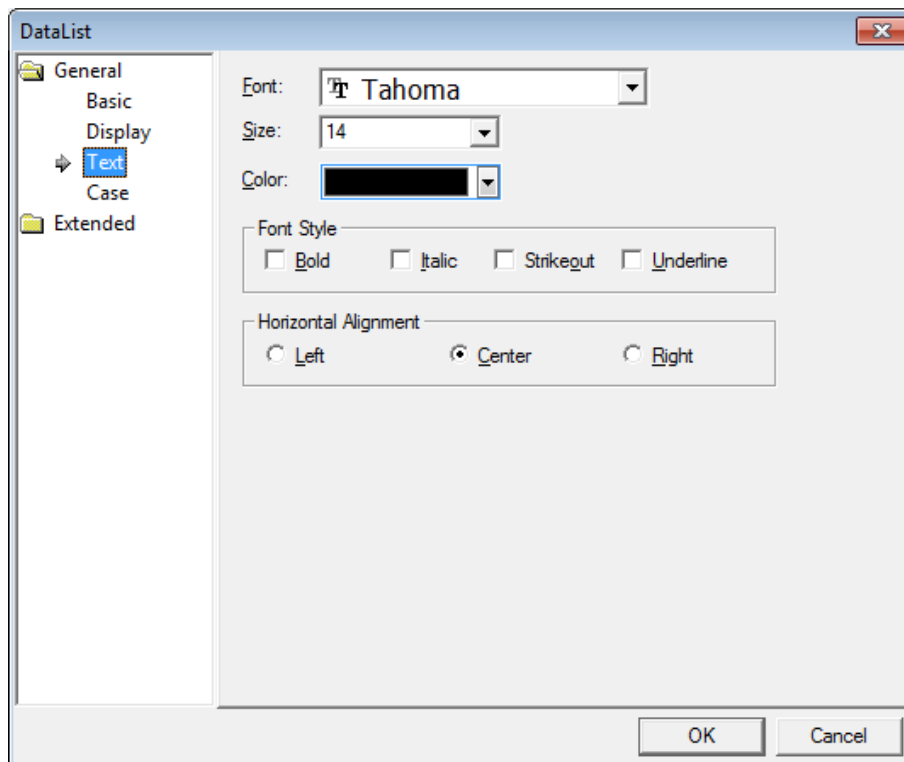 DataList
General
Basic
Display
Text
Case
Extended
Font: Tahoma
Size: 14
Color:
Font Style
Bold Italic Strikeout Underline
Horizontal Alignment
Left Center Right
OK Cancel